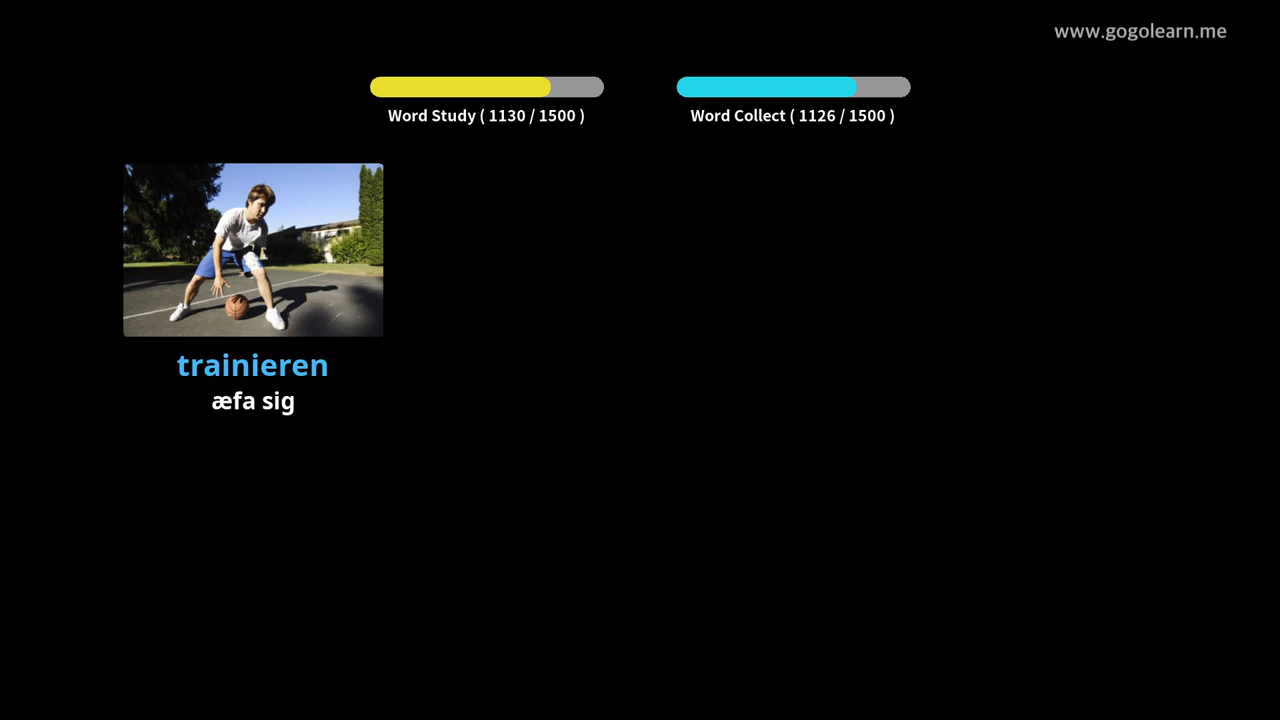 www.gogolearn.me
Word Study ( 1130 / 1500 )
Word Collect ( 1126 / 1500 )
trainieren
æfa sig